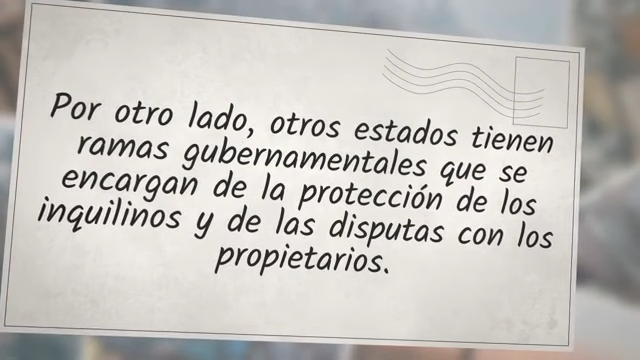 Por otro lado, otros estados tienen
ramas gubernamentales que se
encargan de la protección de los
inquilinos y de las disputas con los
propietarios.